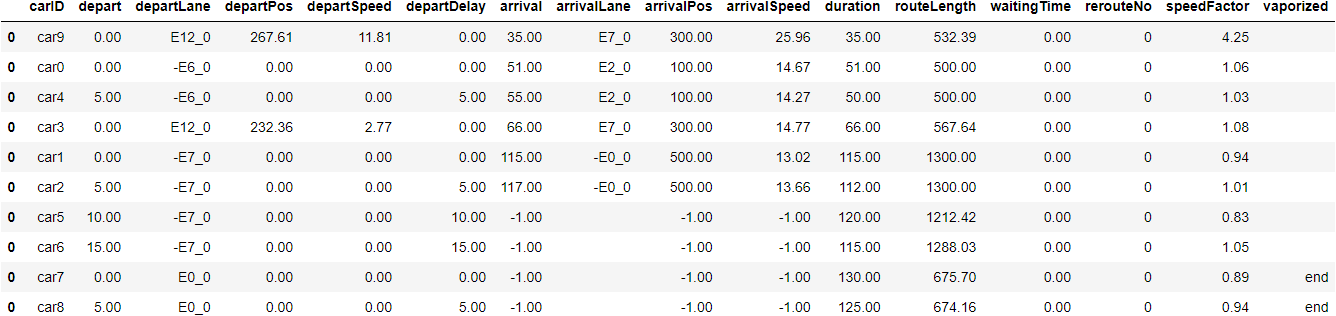 carID depart departLane departPos departSpeed departDelay arrival arrivalLane arrivalPos arrivalSpeed duration routeLength waitingTime rerouteNo speedFactor vaporized
0 car9 0.00 E12_0 267.61 11.81 0.00 35.00 E7_0 300.00 25.96 35.00 532.39 0.00 0 4.25
0 car0 0.00 -E6_0 0.00 0.00 0.00 51.00 E2_0 100.00 14.67 51.00 500.00 0.00 0 1.06
0 car4 5.00 -E6_0 0.00 0.00 5.00 55.00 E2_0 100.00 14.27 50.00 500.00 0.00 0 1.03
0 car3 0.00 E12_0 232.36 2.77 0.00 66.00 E7_0 300.00 14.77 66.00 567.64 0.00 0 1.08
0 car1 0.00 -E7_0 0.00 0.00 0.00 115.00 -E0_0 500.00 13.02 115.00 1300.00 0.00 0 0.94
0 car2 5.00 -E7_0 0.00 0.00 5.00 117.00 -E0_0 500.00 13.66 112.00 1300.00 0.00 0 1.01
0 car5 10.00 -E7_0 0.00 0.00 10.00 -1.00 -1.00 -1.00 120.00 1212.42 0.00 0 0.83
0 car6 15.00 -E7_0 0.00 0.00 15.00 -1.00 -1.00 -1.00 115.00 1288.03 0.00 0 1.05
0 car7 0.00 E0_0 0.00 0.00 0.00 -1.00 -1.00 -1.00 130.00 675.70 0.00 0 0.89 end
0 car8 5.00 E0_0 0.00 0.00 5.00 -1.00 -1.00 -1.00 125.00 674.16 0.00 0 0.94 end